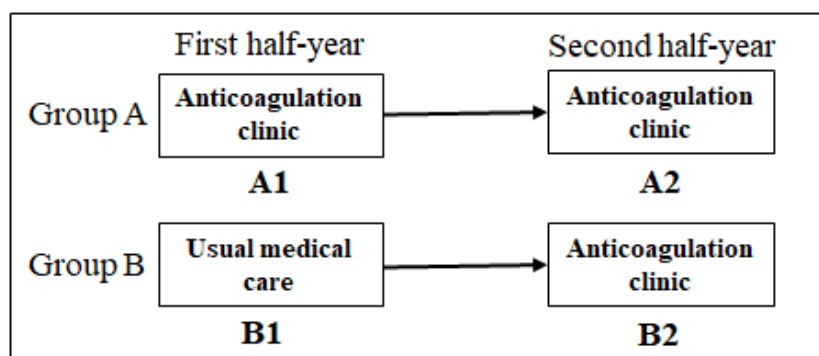 First half-year Second half-year
Group A
Anticoagulation
clinic
Anticoagulation
clinic
A1 A2
Group B
Usual medical
care
Anticoagulation
clinic
B1 B2